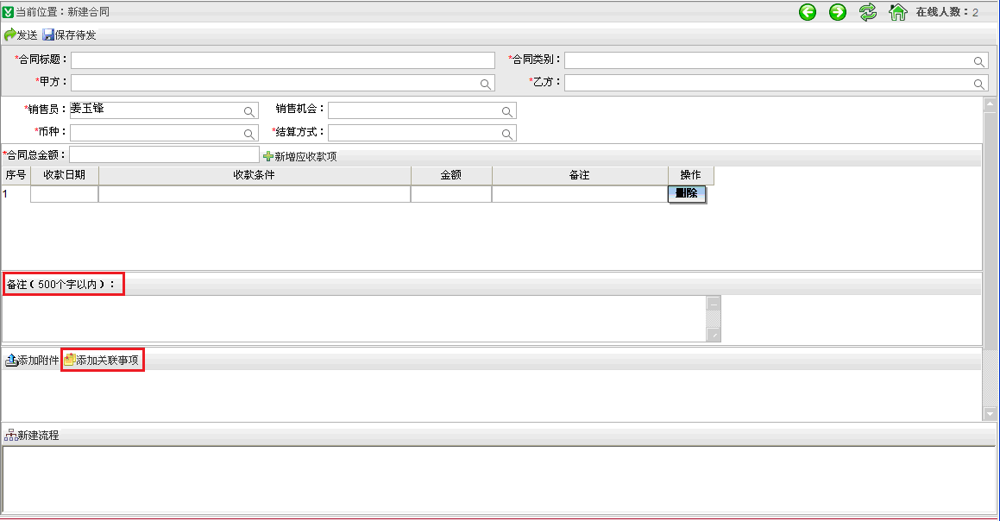 当前位置：新建合同 在线人数：2
发送 保存待发
*合同标题： *合同类别：
*甲方： *乙方：
*销售员：姜玉锋 销售机会：
*币种： *结算方式：
*合同总金额： 新增应收款项
序号 收款日期 收款条件 金额 备注 操作
1 删除
备注（500个字以内）：
添加附件 添加关联事项
新建流程